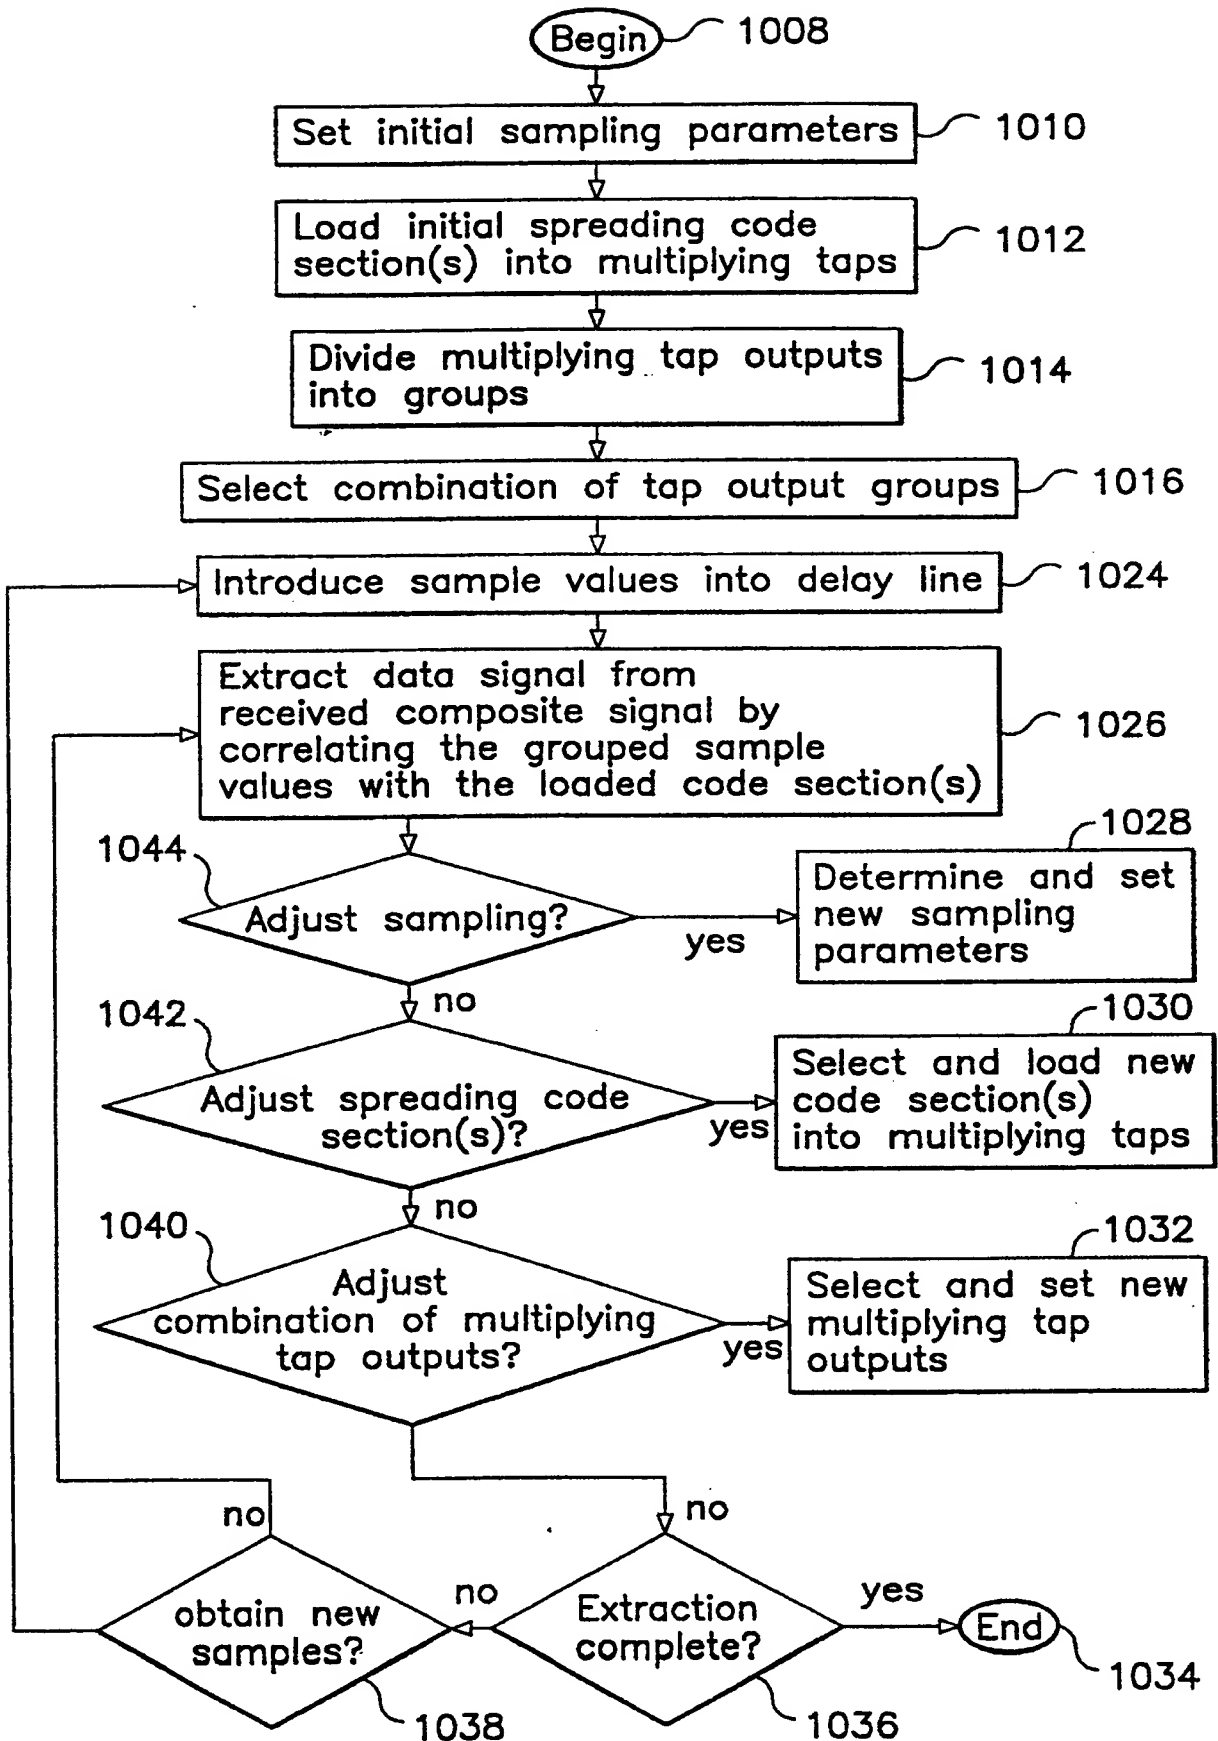 Begin
1008
Set initial sampling parameters
1010
Load initial spreading code
section(s) into multiplying taps
1012
Divide multiplying tap outputs
into groups
1014
Select combination of tap output groups
1016
Introduce sample values into delay line
1024
Extract data signal from
received composite signal by
correlating the grouped sample
values with the loaded code section(s)
1026
1044
Adjust sampling?
yes
1028
Determine and set
new sampling
parameters
no
1042
Adjust spreading code
section(s)?
yes
1030
Select and load new
code section(s)
into multiplying taps
no
1040
Adjust
combination of multiplying
tap outputs?
yes
1032
Select and set new
multiplying tap
outputs
no
no
obtain new
samples?
1038
no
Extraction
complete?
1036
yes
End
1034